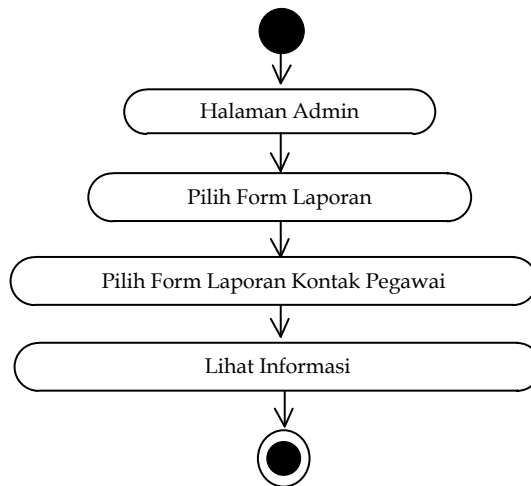 Halaman Admin
Pilih Form Laporan
Pilih Form Laporan Kontak Pegawai
Lihat Informasi